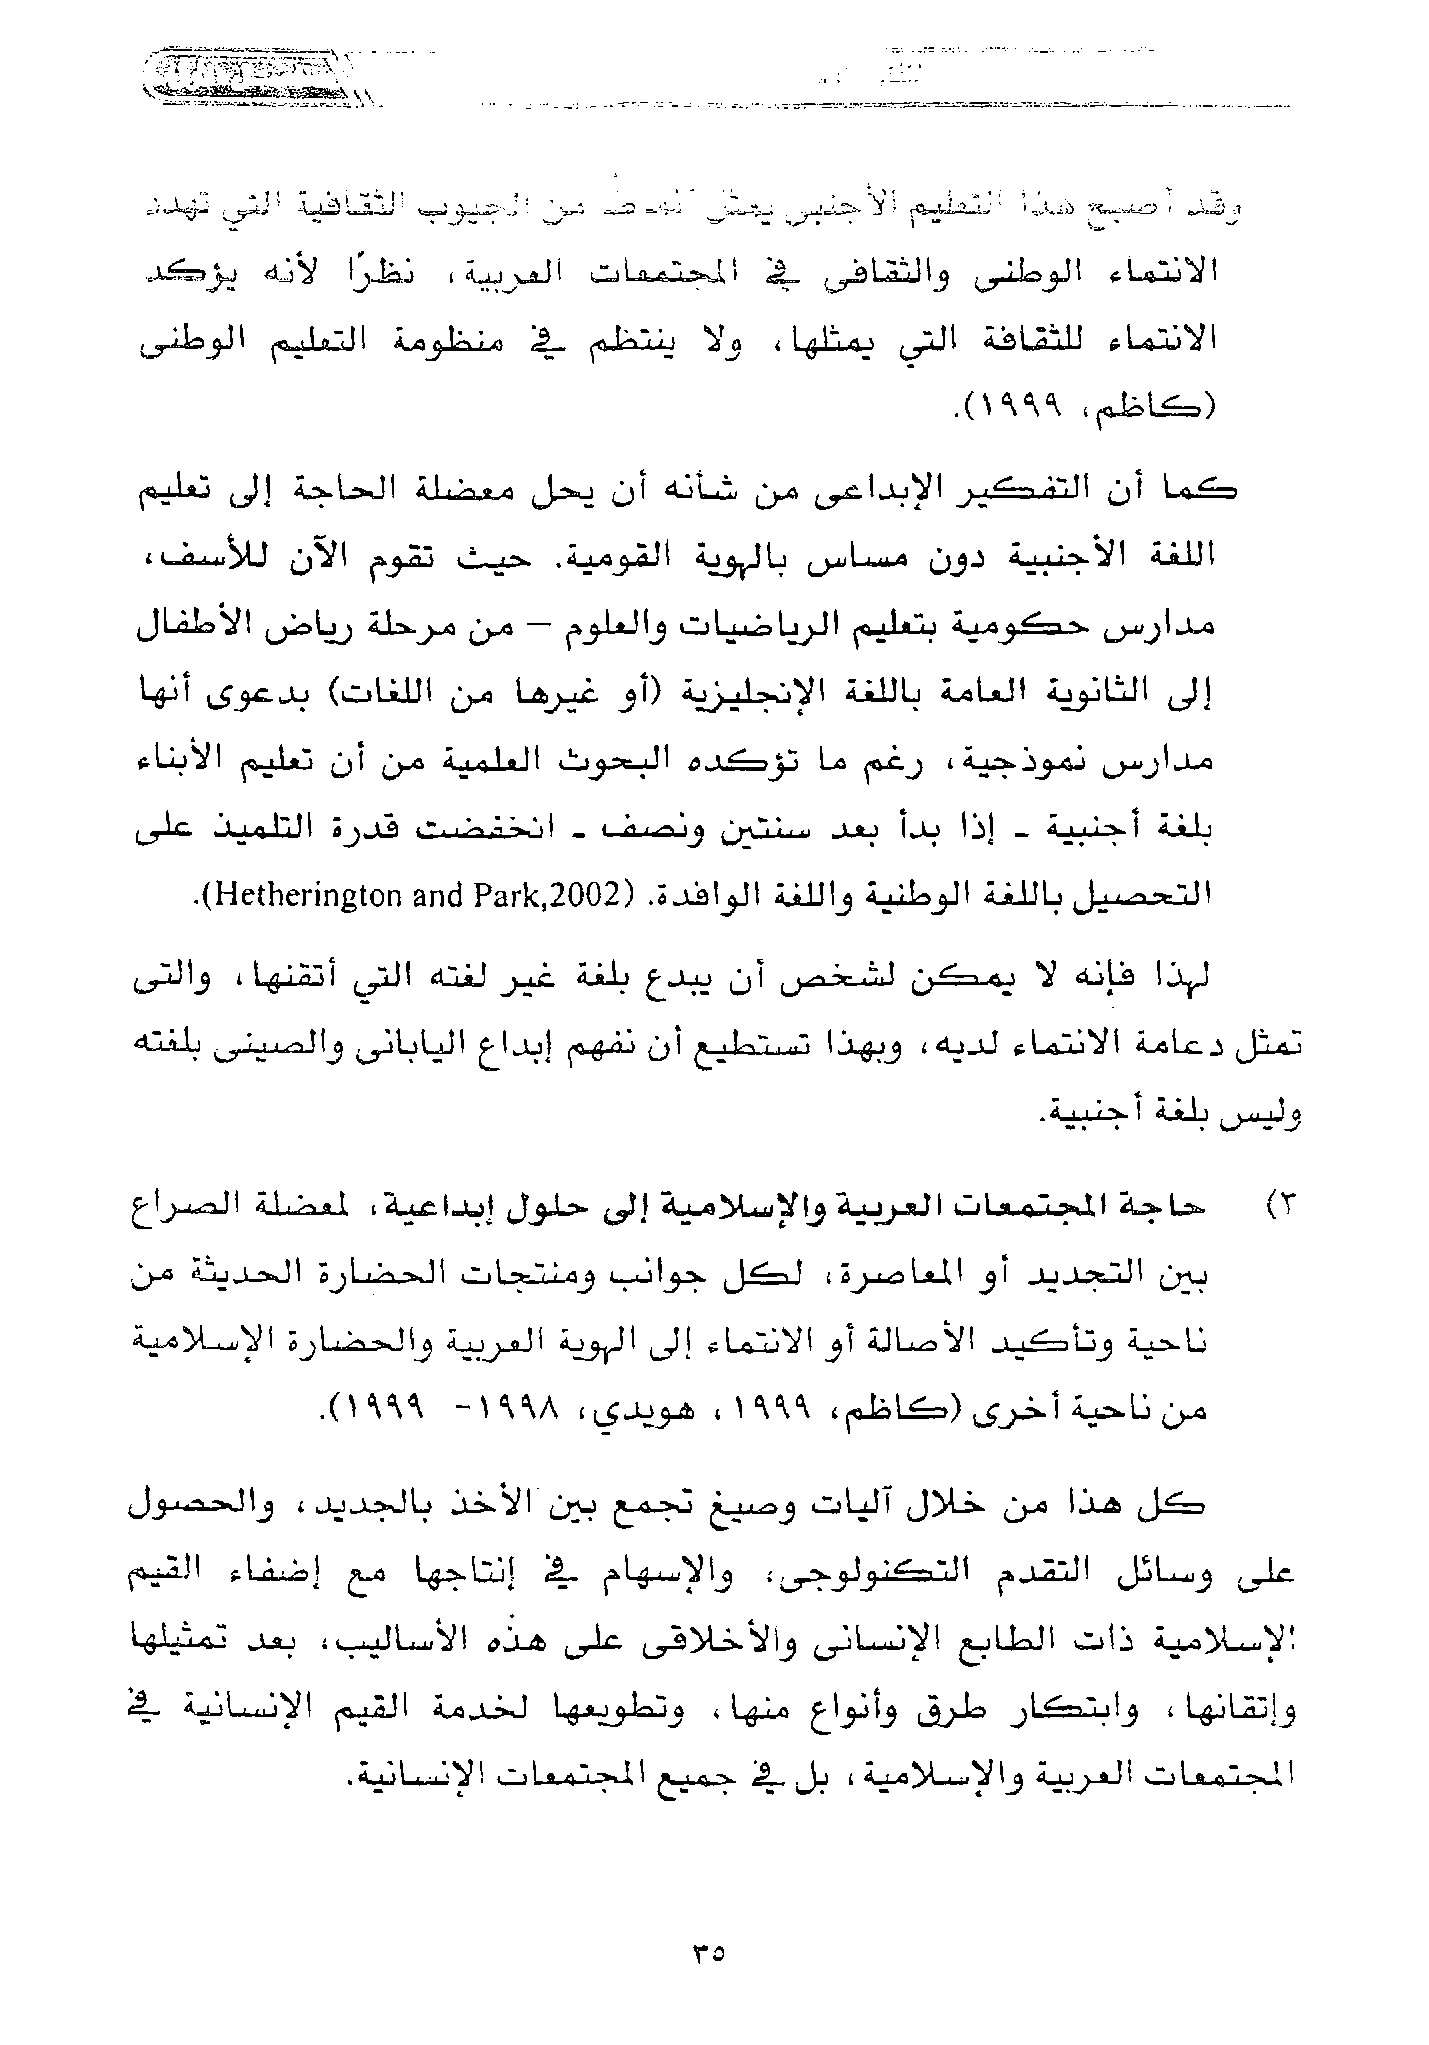 وقد أصبح هذا التعليم الأجنبي يمثل من الجيوب الثقافية التي تهدد
الانتماء الوطنى والثقافى في المجتمعات العربية، نظرًا لأنه يؤكد
الانتماء للثقافة التي يمثلها، ولا ينتظم في منظومة التعليم الوطنى
(كاظم، ١٩٩٩).
كما أن التفكير الإبداعى من شأنه أن يحل معضلة الحاجة إلى تعليم
اللغة الأجنبية دون مساس بالهوية القومية. حيث تقوم الآن للأسف،
مدارس حكومية بتعليم الرياضيات والعلوم – من مرحلة رياض الأطفال
إلى الثانوية العامة باللغة الإنجليزية (أو غيرها من اللغات) بدعوى أنها
مدارس نموذجية، رغم ما تؤكده البحوث العلمية من أن تعليم الأبناء
بلغة أجنبية - إذا بدأ بعد سنتين ونصف - انخفضت قدرة التلميذ على
التحصيل باللغة الوطنية واللغة الوافدة. (Hetherington and Park,2002).
لهذا فإنه لا يمكن لشخص أن يبدع بلغة غير لغته التي أتقنها، والتى
تمثل دعامة الانتماء لديه، وبهذا تستطيع أن نفهم إبداع اليابانى والصينى بلغته
وليس بلغة أجنبية.
٢) حاجة المجتمعات العربية والإسلامية إلى حلول إبداعية، لمعضلة الصراع
بين التجديد أو المعاصرة، لكل جوانب ومنتجات الحضارة الحديثة من
ناحية وتأكيد الأصالة أو الانتماء إلى الهوية العربية والحضارة الإسلامية
من ناحية أخرى (كاظم، ١٩٩٩، هويدي، ١٩٩٨- ١٩٩٩).
كل هذا من خلال آليات وصيغ تجمع بين الأخذ بالجديد، والحصول
على وسائل التقدم التكنولوجى، والإسهام في إنتاجها مع إضفاء القيم
الإسلامية ذات الطابع الإنسانى والأخلاقى على هذه الأساليب، بعد تمثيلها
وإتقانها، وابتكار طرق وأنواع منها، وتطويعها لخدمة القيم الإنسانية في
المجتمعات العربية والإسلامية، بل في جميع المجتمعات الإنسانية.
٣٥